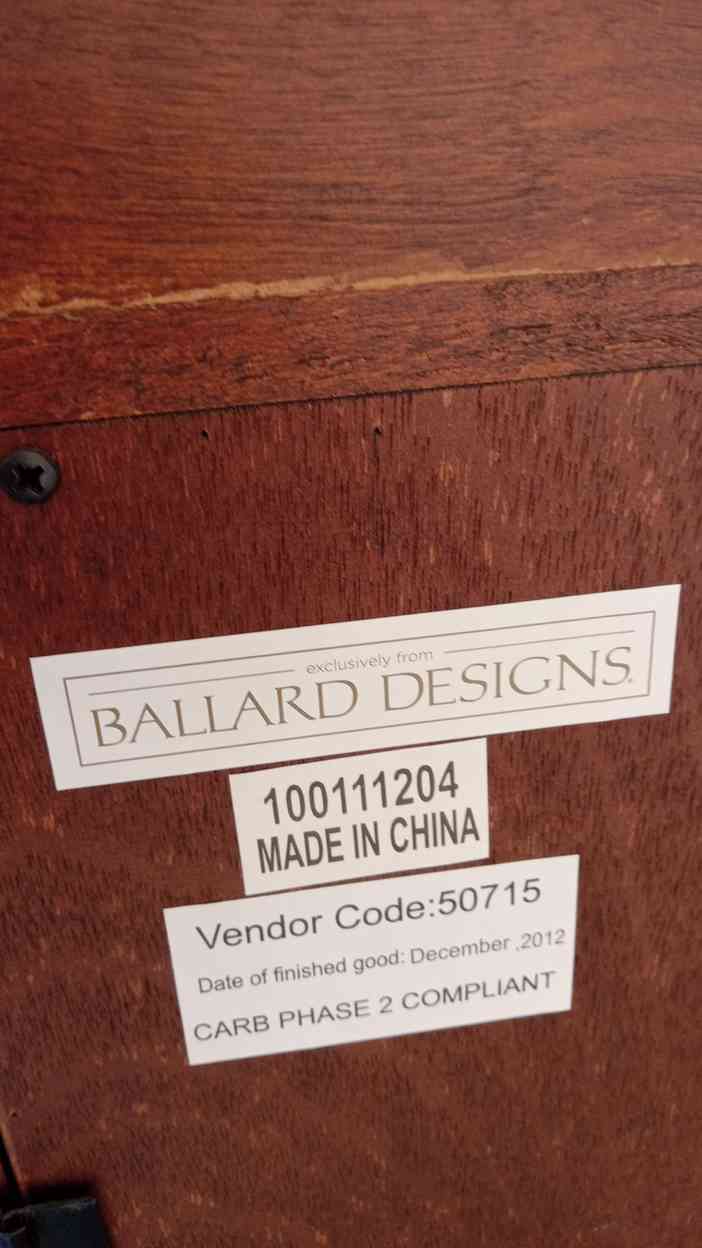 exclusively from
BALLARD DESIGNS®
100111204
MADE IN CHINA
Vendor Code:50715
Date of finished good: December ,2012
CARB PHASE 2 COMPLIANT